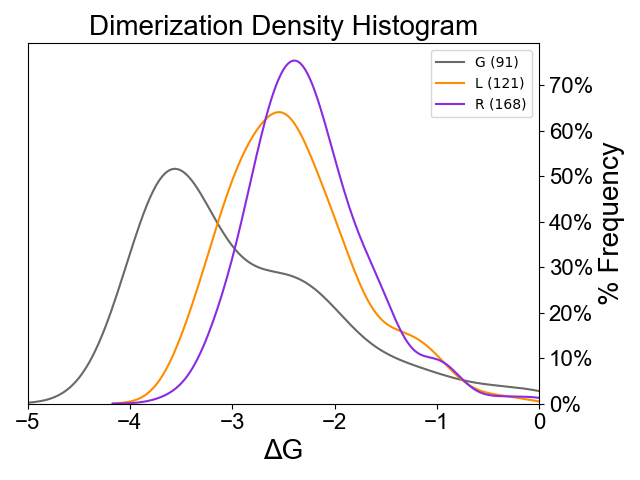 Dimerization Density Histogram
G (91)
L (121)
R (168)
70%
60%
50%
40%
30%
20%
10%
0%
% Frequency
−5 −4 −3 −2 −1 0
ΔG